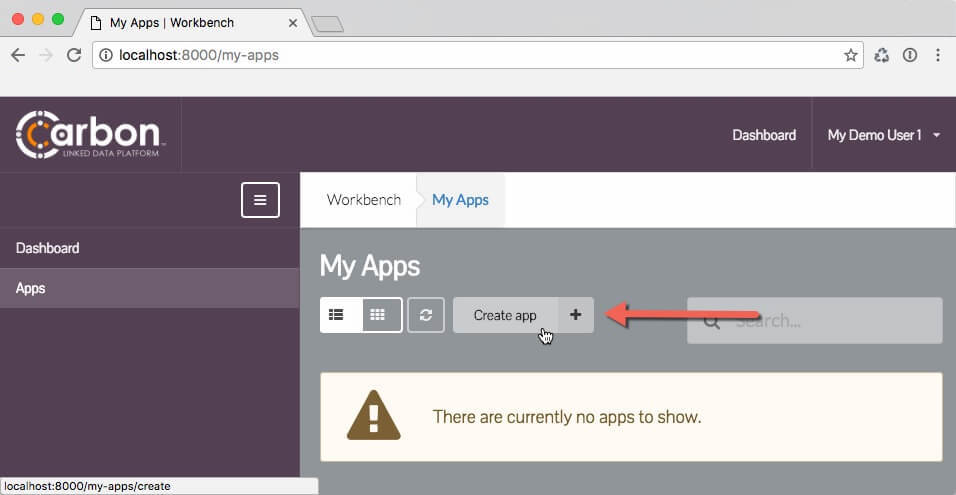 My Apps | Workbench
localhost:8000/my-apps
Carbon
LINKED DATA PLATFORM
Dashboard
My Demo User 1
Workbench
My Apps
Dashboard
Apps
My Apps
Create app
Search...
There are currently no apps to show.
localhost:8000/my-apps/create